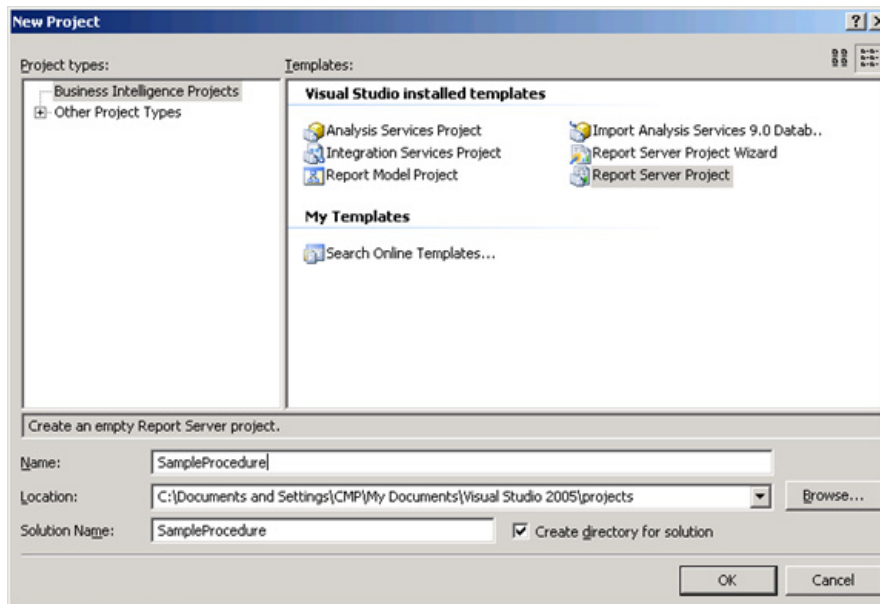 New Project
Project types:
Templates:
Business Intelligence Projects
Other Project Types
Visual Studio installed templates
Analysis Services Project
Import Analysis Services 9.0 Datab..
Integration Services Project
Report Server Project Wizard
Report Model Project
Report Server Project
My Templates
Search Online Templates...
Create an empty Report Server project.
Name:
SampleProcedure
Location:
C:\Documents and Settings\CMP\My Documents\Visual Studio 2005\projects
Browse...
Solution Name:
SampleProcedure
Create directory for solution
OK
Cancel